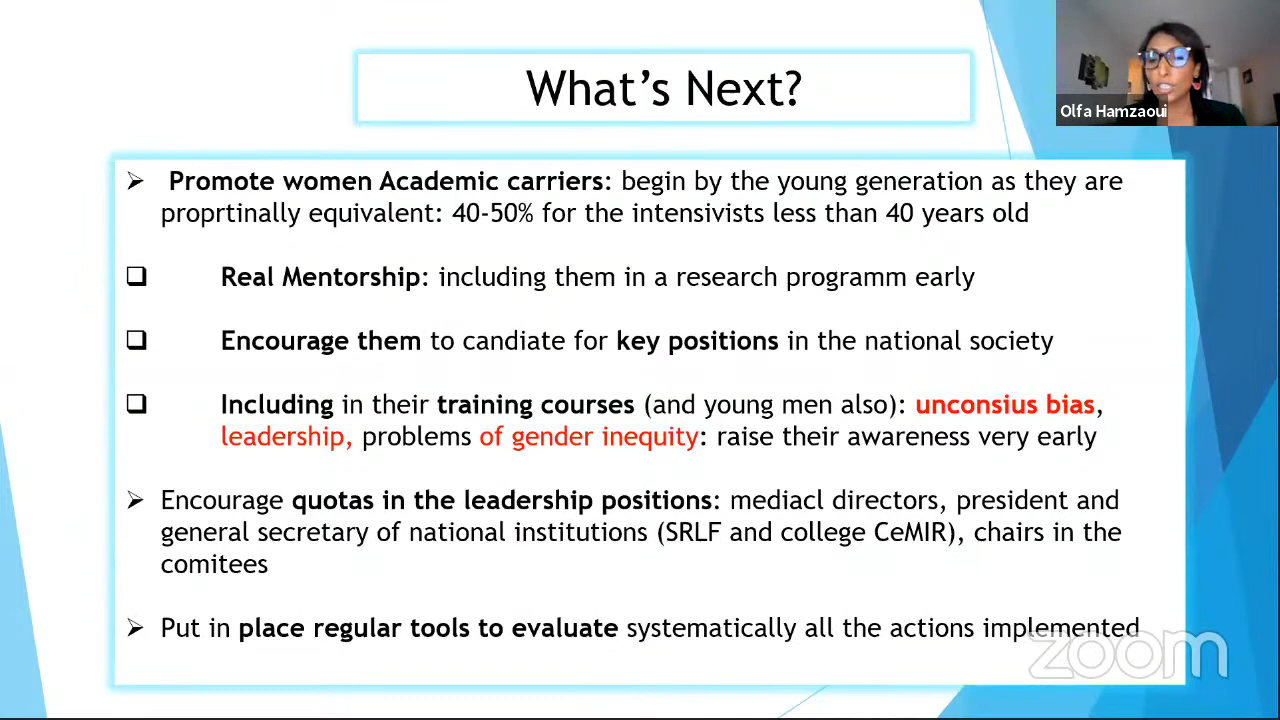 What's Next?
Olfa Hamzaoui
Promote women Academic carriers: begin by the young generation as they are
proprtinally equivalent: 40-50% for the intensivists less than 40 years old
Real Mentorship: including them in a research programm early
Encourage them to candiate for key positions in the national society
Including in their training courses (and young men also): unconsius bias,
leadership, problems of gender inequity: raise their awareness very early
Encourage quotas in the leadership positions: mediacl directors, president and
general secretary of national institutions (SRLF and college CeMIR), chairs in the
comitees
Put in place regular tools to evaluate systematically all the actions implemented
zoom